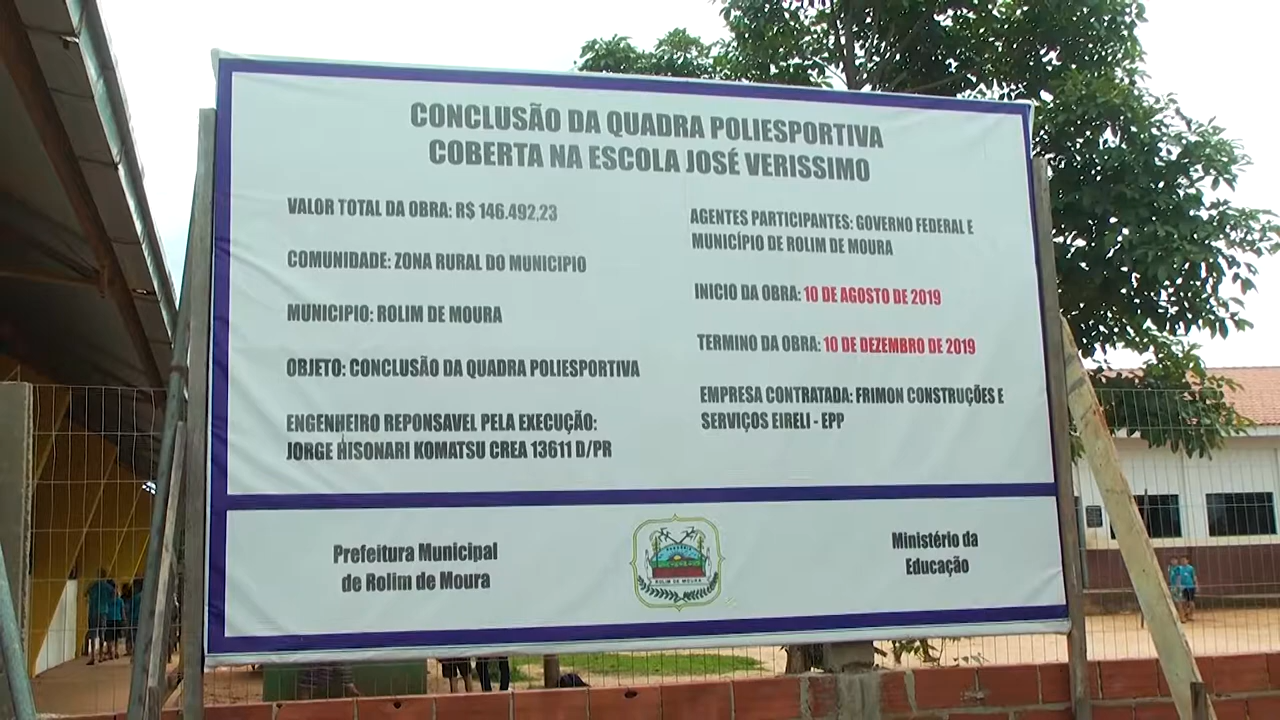 CONCLUSÃO DA QUADRA POLIESPORTIVA
COBERTA NA ESCOLA JOSÉ VERISSIMO
VALOR TOTAL DA OBRA: R$ 146.492,23
COMUNIDADE: ZONA RURAL DO MUNICIPIO
MUNICIPIO: ROLIM DE MOURA
OBJETO: CONCLUSÃO DA QUADRA POLIESPORTIVA
ENGENHEIRO REPONSAVEL PELA EXECUÇÃO:
JORGE HISONARI KOMATSU CREA 13611 D/PR
AGENTES PARTICIPANTES: GOVERNO FEDERAL E
MUNICÍPIO DE ROLIM DE MOURA
INICIO DA OBRA: 10 DE AGOSTO DE 2019
TERMINO DA OBRA: 10 DE DEZEMBRO DE 2019
EMPRESA CONTRATADA: FRIMON CONSTRUÇÕES E
SERVIÇOS EIRELI - EPP
Prefeitura Municipal
de Rolim de Moura
RONDONIA
ROLIM DE MOURA
Ministério da
Educação